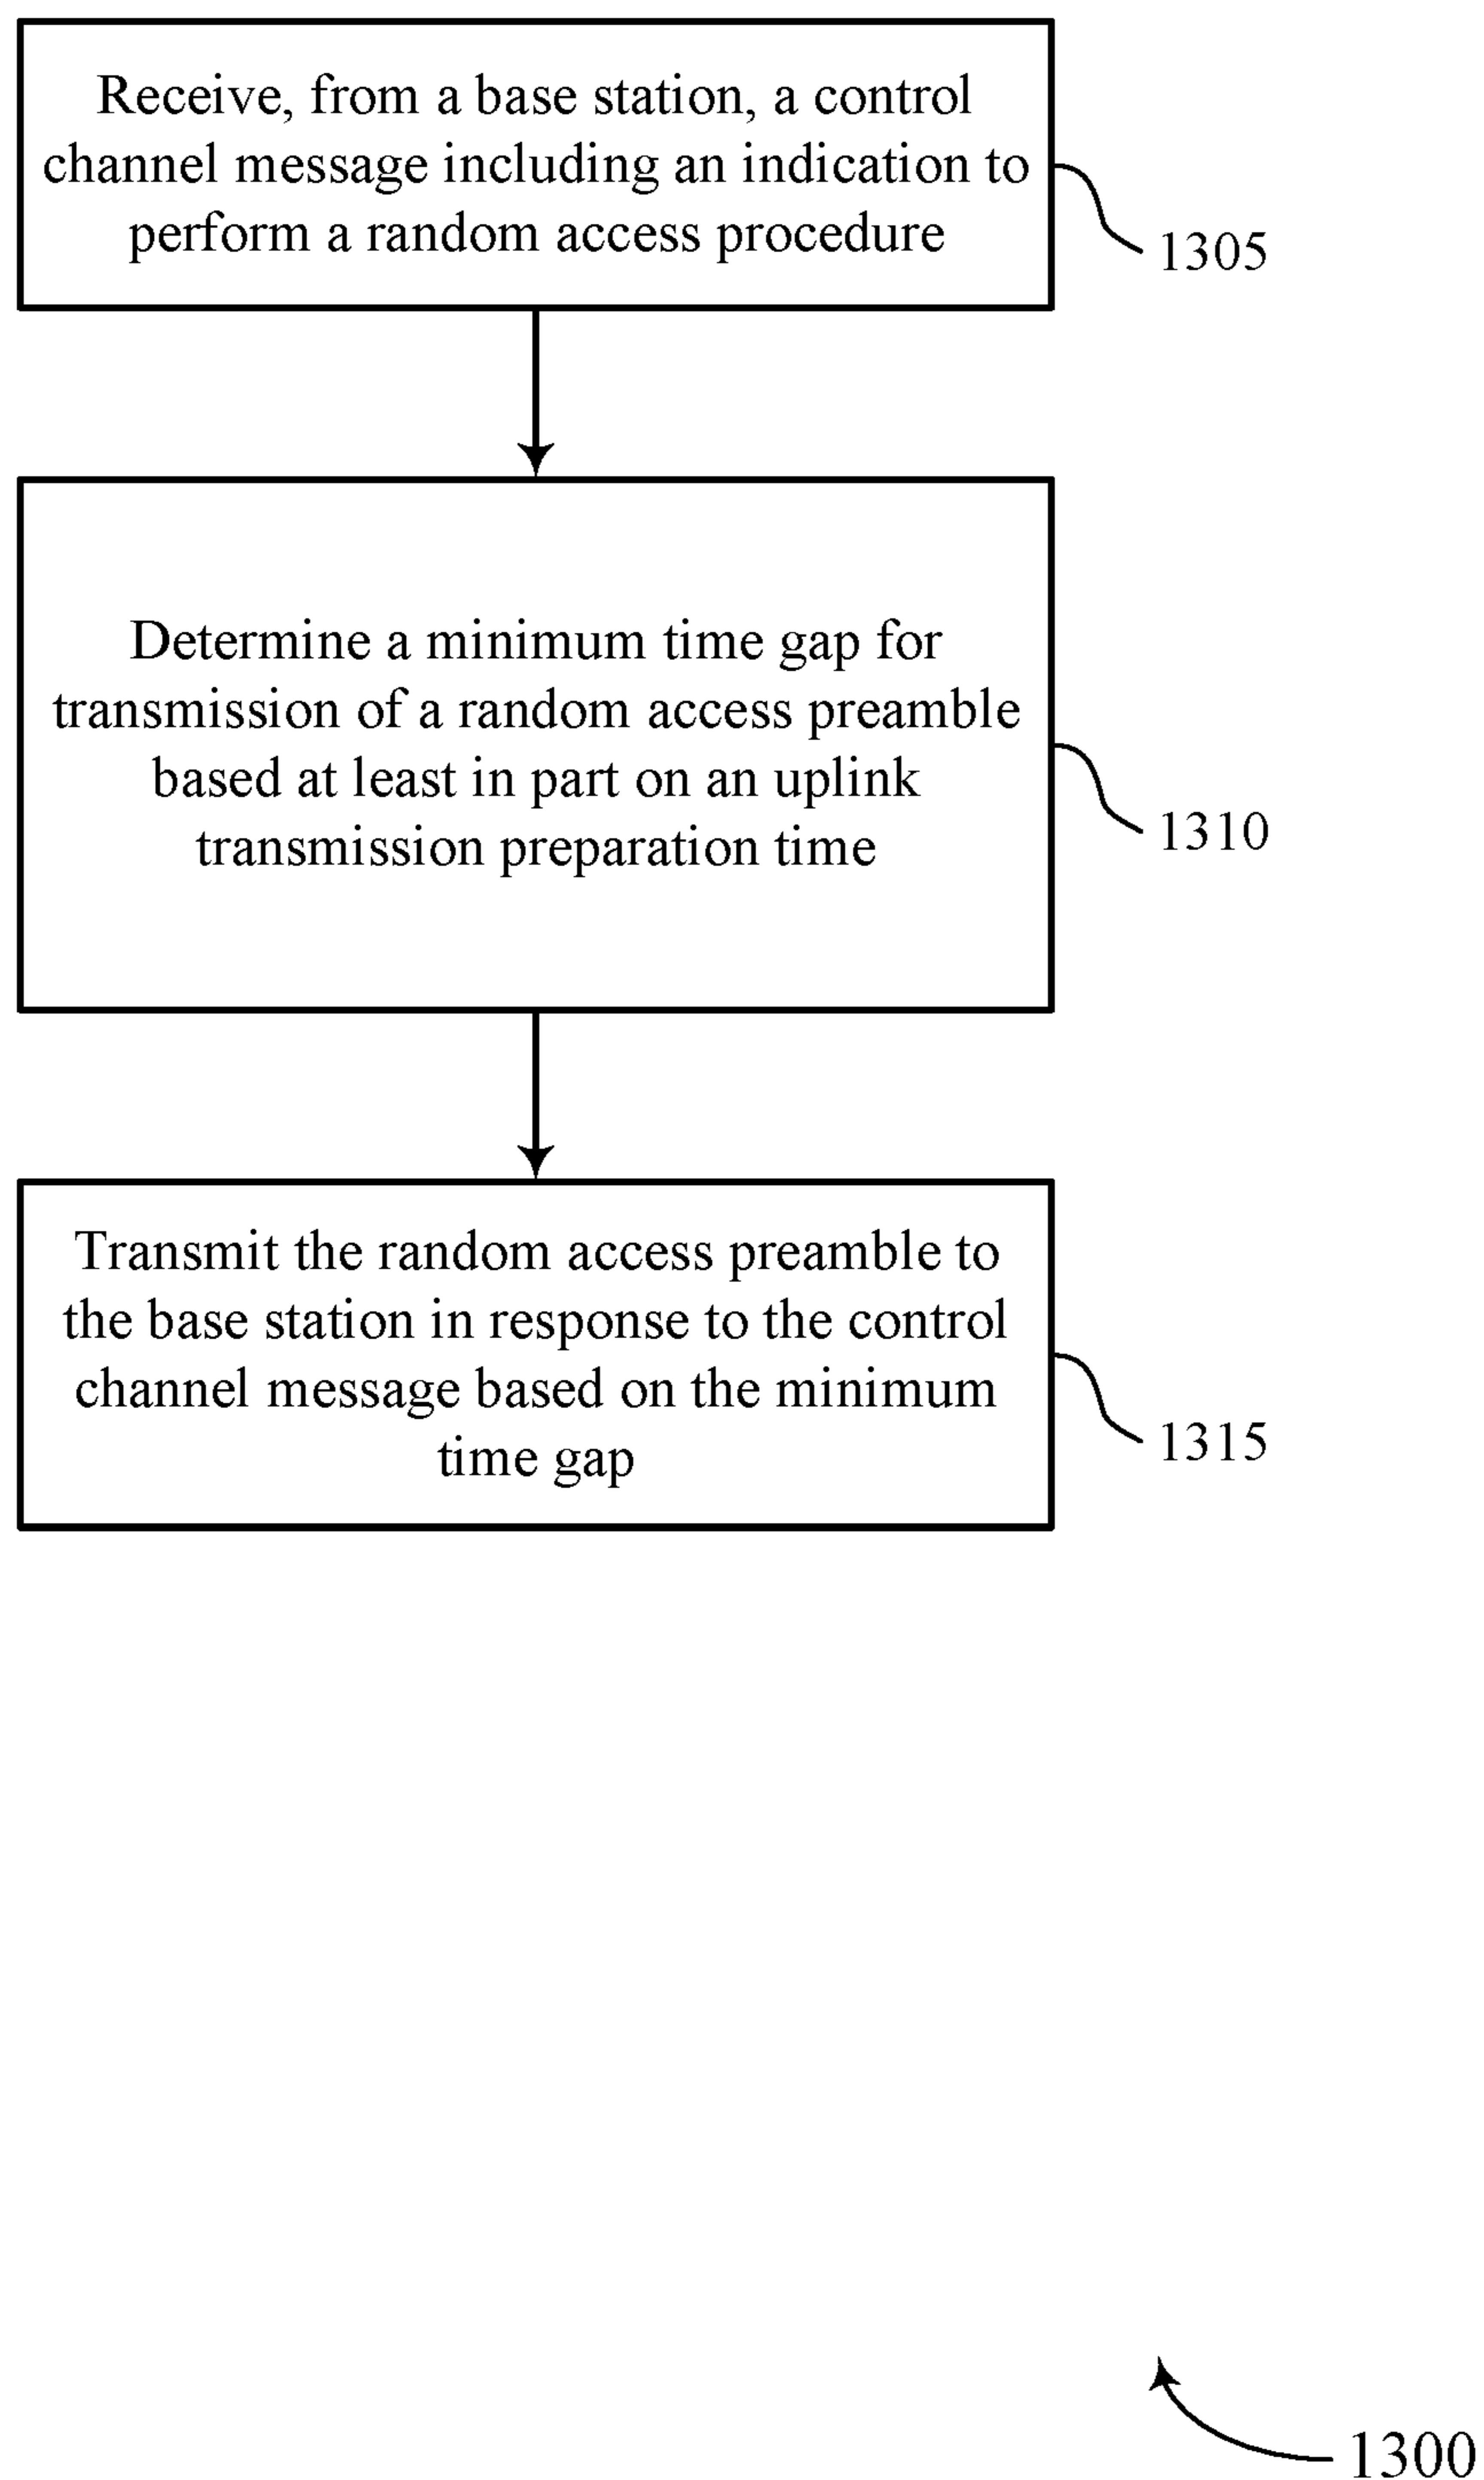 Receive, from a base station, a control
channel message including an indication to
perform a random access procedure
1305
Determine a minimum time gap for
transmission of a random access preamble
based at least in part on an uplink
transmission preparation time
1310
Transmit the random access preamble to
the base station in response to the control
channel message based on the minimum
time gap
1315
1300